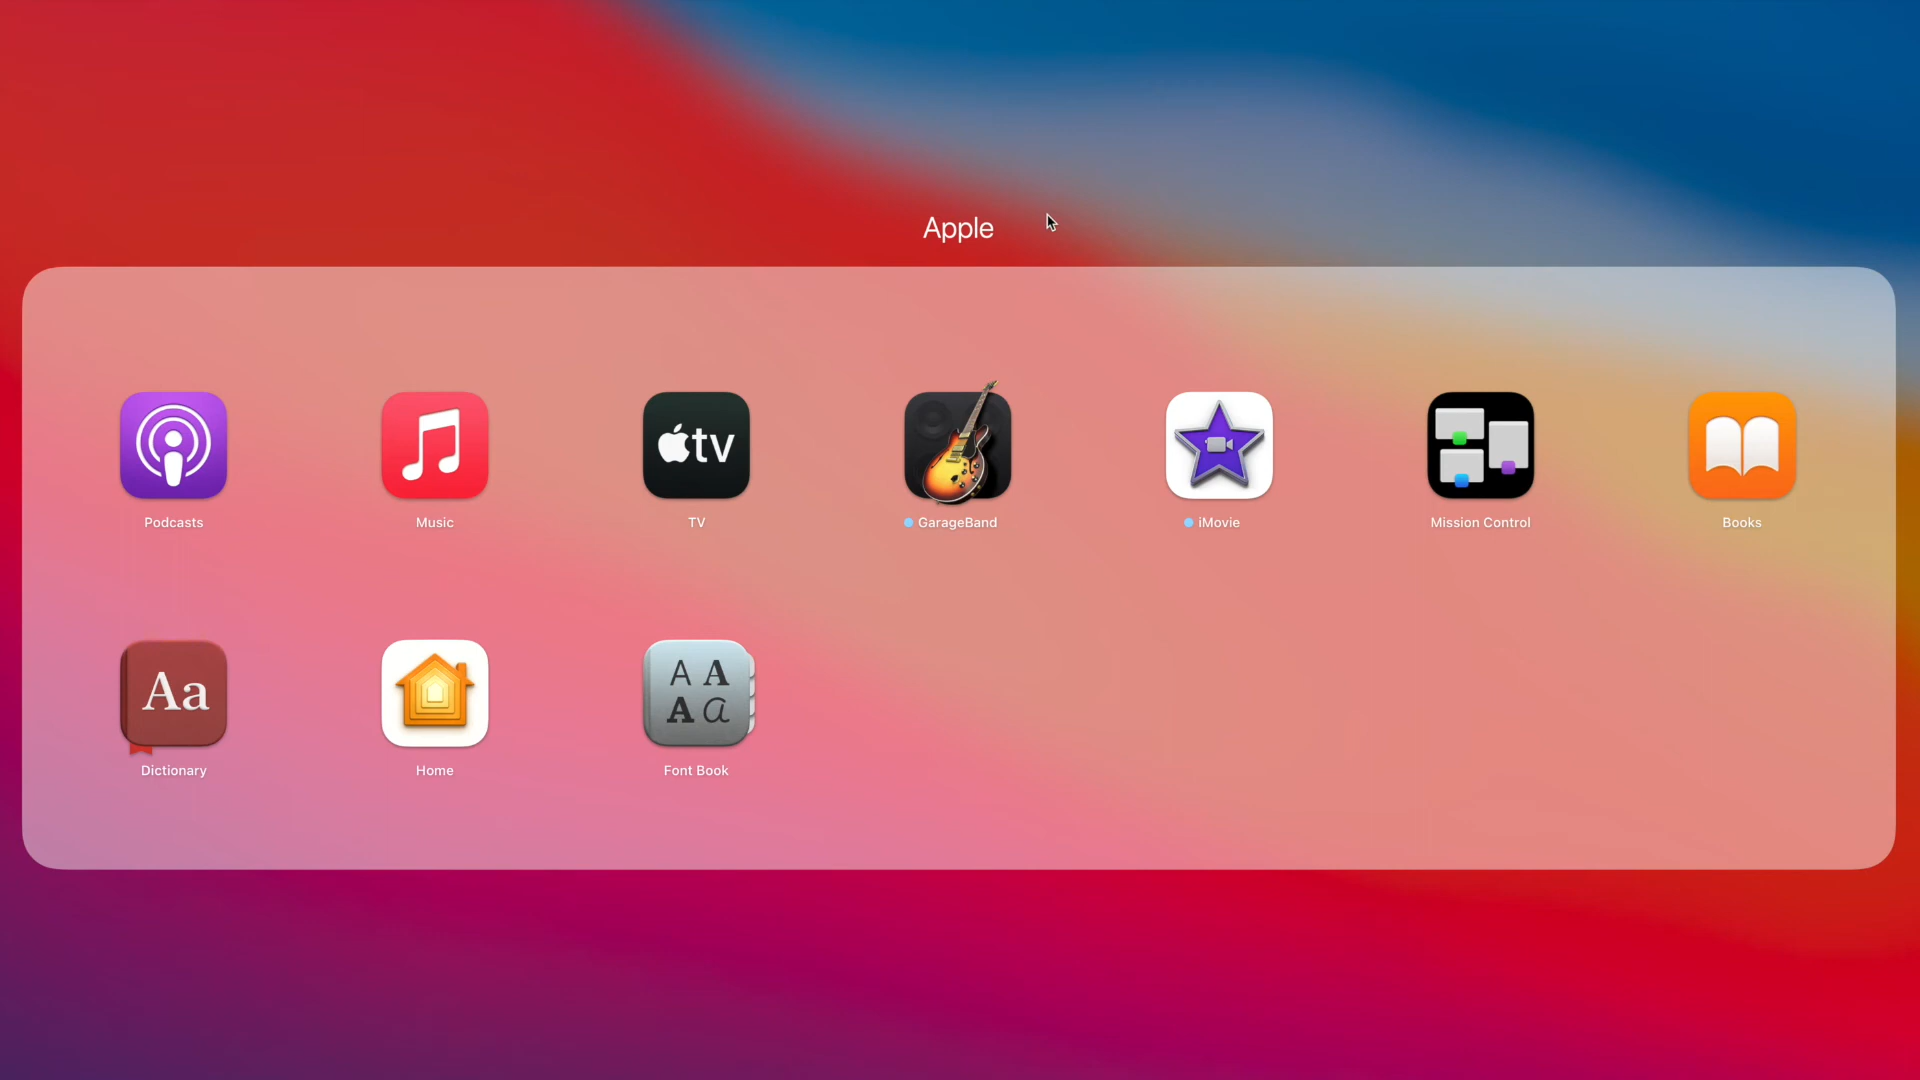 Apple
tv
Podcasts
Music
TV
GarageBand
iMovie
Mission Control
Books
Aa
A A
A a
Dictionary
Home
Font Book